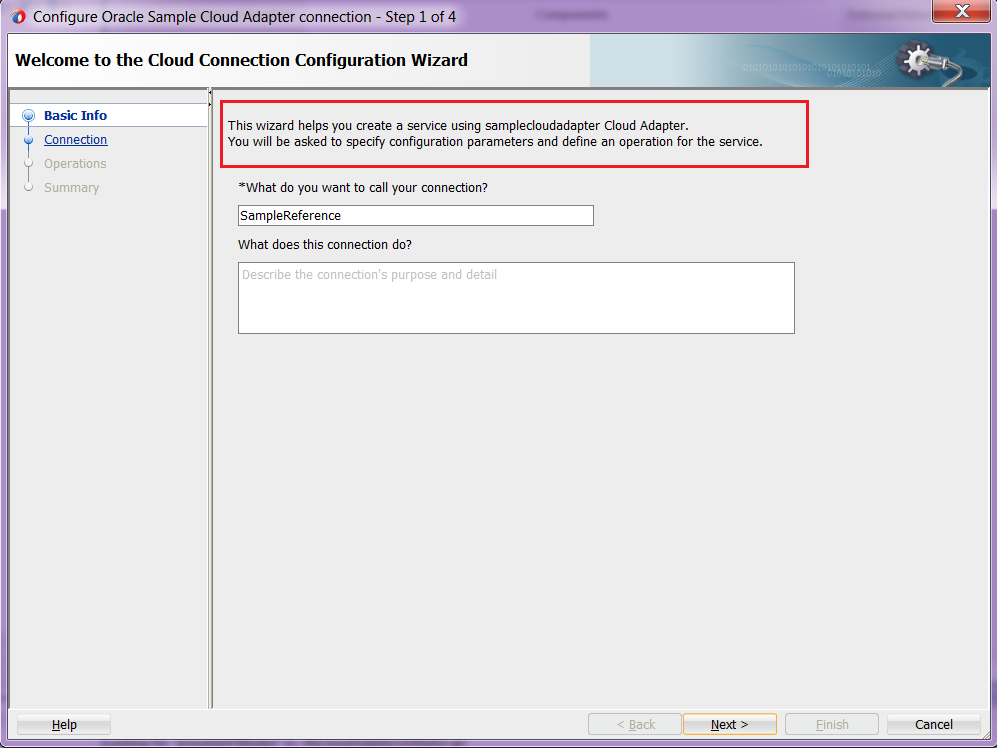 Configure Oracle Sample Cloud Adapter connection - Step 1 of 4
Welcome to the Cloud Connection Configuration Wizard
Basic Info
Connection
Operations
Summary
This wizard helps you create a service using samplecloudadapter Cloud Adapter.
You will be asked to specify configuration parameters and define an operation for the service.
*What do you want to call your connection?
SampleReference
What does this connection do?
Describe the connection's purpose and detail
Help
< Back
Next >
Finish
Cancel